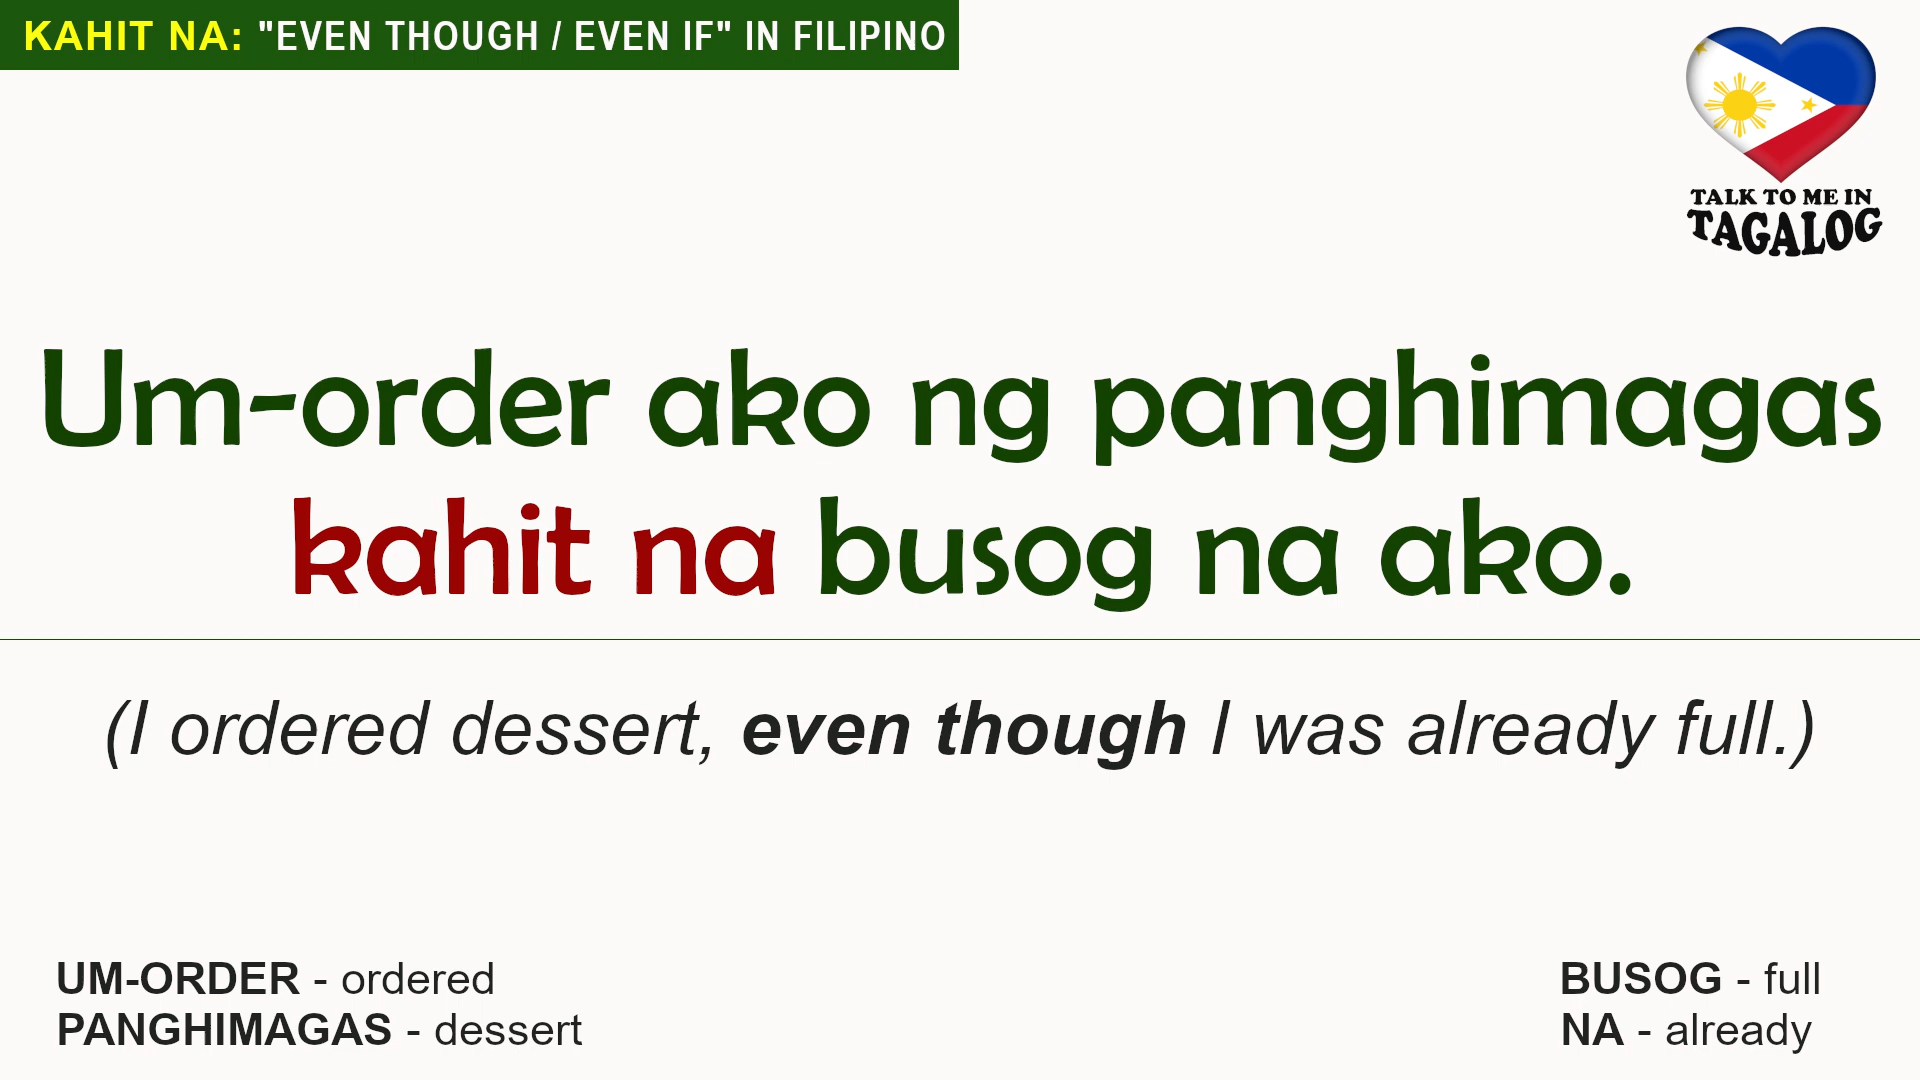 KAHIT NA: "EVEN THOUGH / EVEN IF" IN FILIPINO
TALK TO ME IN
TAGALOG
Um-order ako ng panghimagas
kahit na busog na ako.
(I ordered dessert, even though I was already full.)
UM-ORDER - ordered
PANGHIMAGAS - dessert
BUSOG - full
NA - already